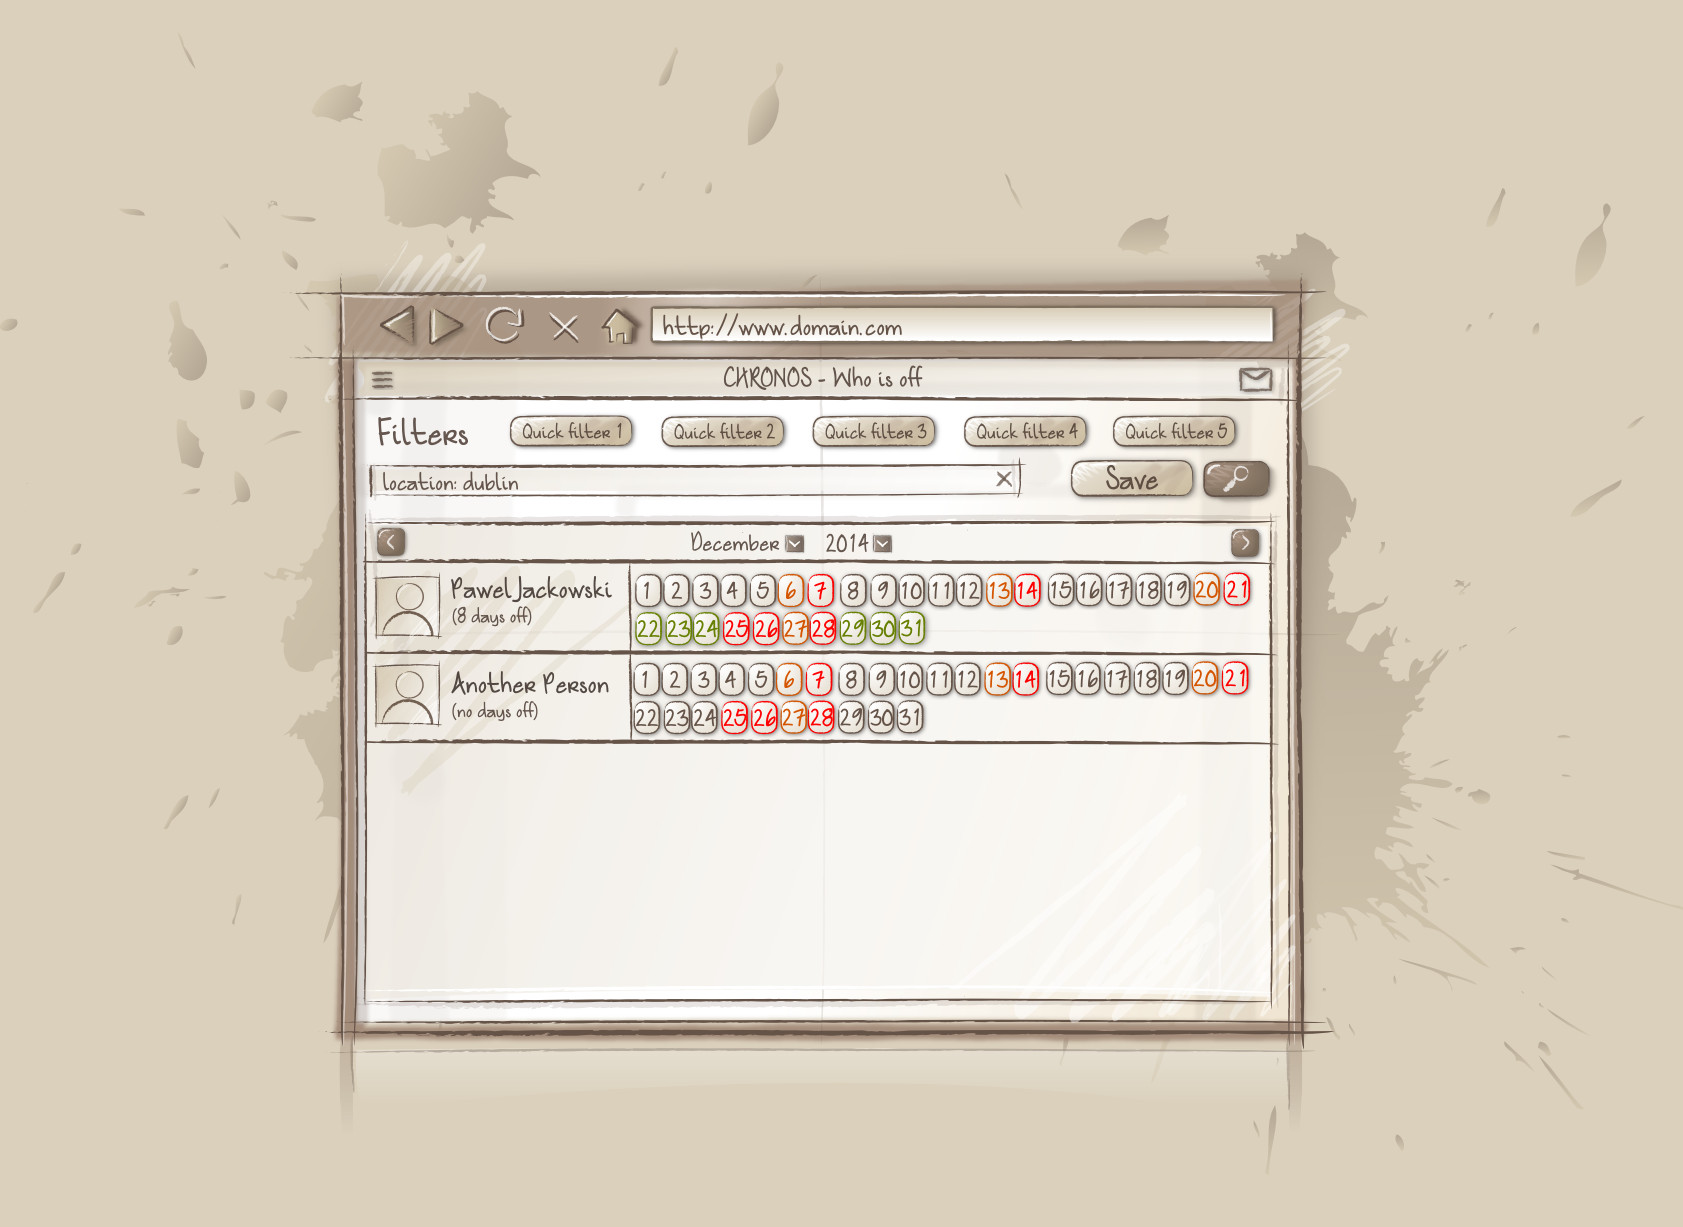 http://www.domain.com
CHRONOS - Who is off
Filters Quick filter 1 Quick filter 2 Quick filter 3 Quick filter 4 Quick filter 5
location: dublin Save
December 2014
Pawel Jackowski 1 2 3 4 5 6 7 8 9 10 11 12 13 14 15 16 17 18 19 20 21
(8 days off) 22 23 24 25 26 27 28 29 30 31
Another Person 1 2 3 4 5 6 7 8 9 10 11 12 13 14 15 16 17 18 19 20 21
(no days off) 22 23 24 25 26 27 28 29 30 31